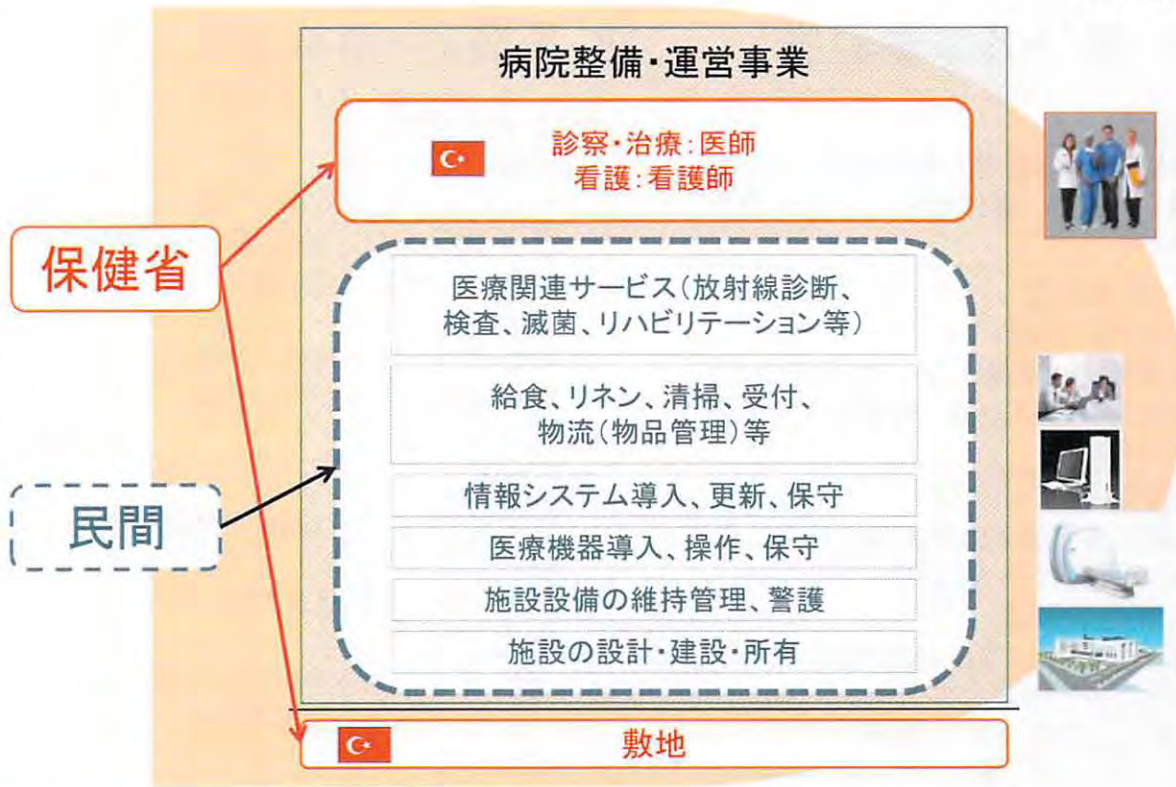 病院整備・運営事業
診察・治療：医師
看護：看護師
保健省
医療関連サービス（放射線診断、
検査、滅菌、リハビリテーション等）
給食、リネン、清掃、受付、
物流（物品管理）等
民間
情報システム導入、更新、保守
医療機器導入、操作、保守
施設設備の維持管理、警護
施設の設計・建設・所有
敷地